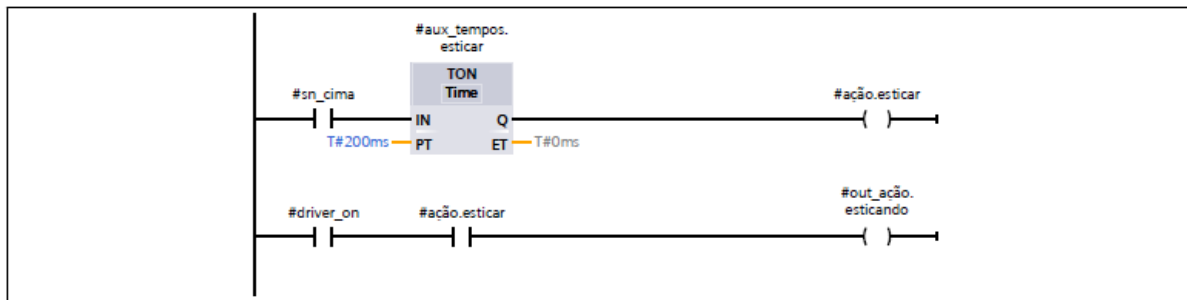 #aux_tempos.
esticar
TON
Time
#sn_cima
#ação.esticar
IN Q
T#200ms PT ET T#0ms
#out_ação.
esticando
#driver_on #ação.esticar